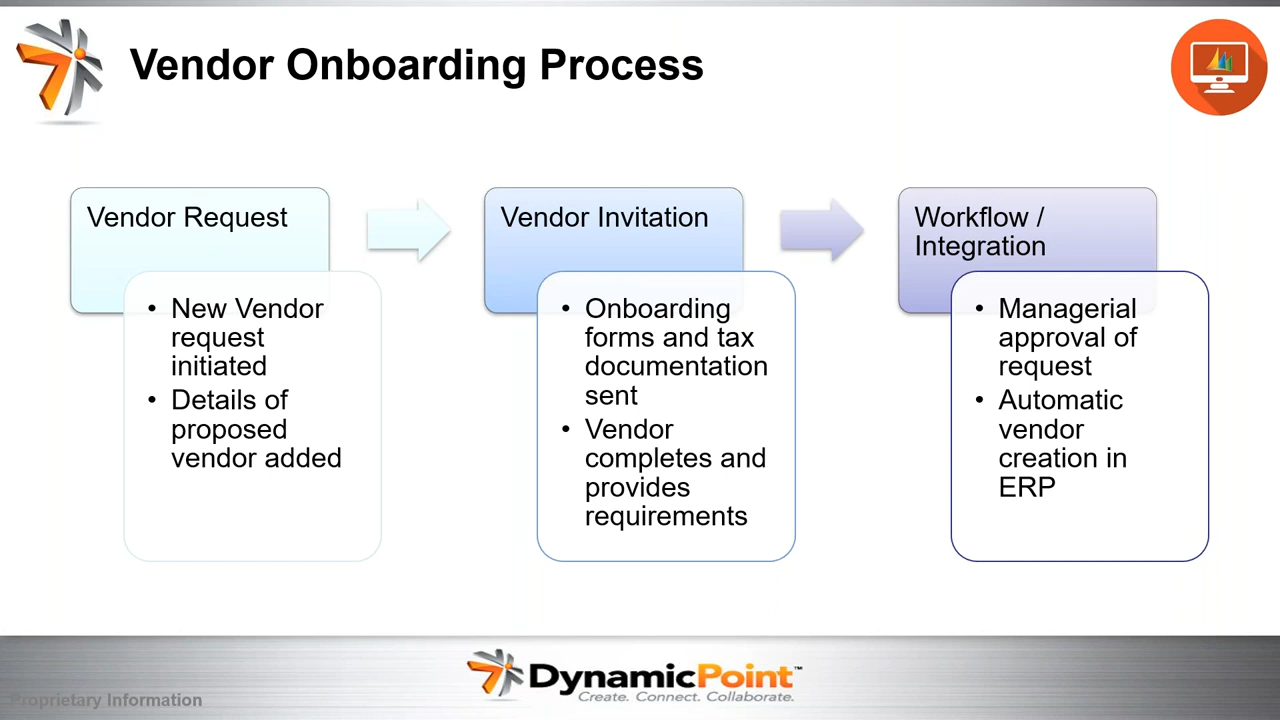 Vendor Onboarding Process
Vendor Request
• New Vendor
request
initiated
• Details of
proposed
vendor added
Vendor Invitation
• Onboarding
forms and tax
documentation
sent
• Vendor
completes and
provides
requirements
Workflow /
Integration
• Managerial
approval of
request
• Automatic
vendor
creation in
ERP
DynamicPoint™
Create. Connect. Collaborate.
Proprietary Information